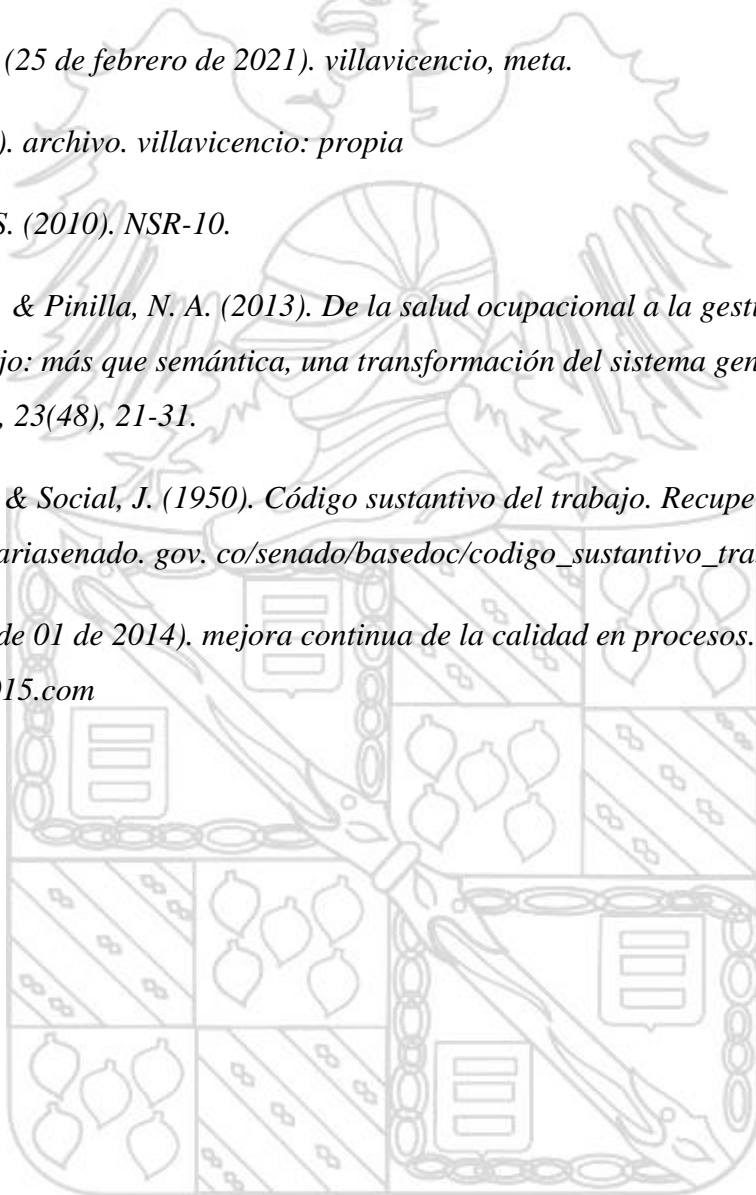 (25 de febrero de 2021). villavicencio, meta.
). archivo. villavicencio: propia
S. (2010). NSR-10.
& Pinilla, N. A. (2013). De la salud ocupacional a la gesti
jo: más que semántica, una transformación del sistema gen
, 23(48), 21-31.
& Social, J. (1950). Código sustantivo del trabajo. Recupe
ariasenado. gov. co/senado/basedoc/codigo_sustantivo_tra
de 01 de 2014). mejora continua de la calidad en procesos.
015.com